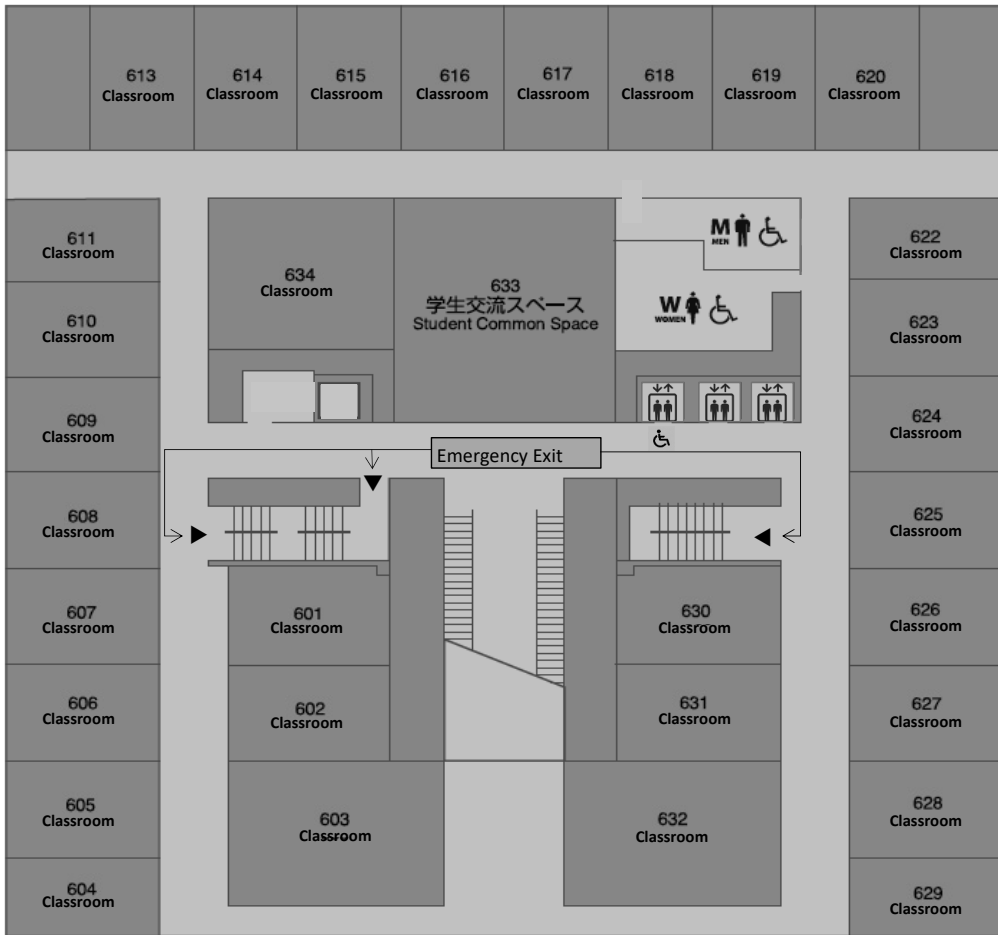 613
Classroom
614
Classroom
615
Classroom
616
Classroom
617
Classroom
618
Classroom
619
Classroom
620
Classroom
611
Classroom
610
Classroom
609
Classroom
608
Classroom
607
Classroom
606
Classroom
605
Classroom
604
Classroom
634
Classroom
633
学生交流スペース
Student Common Space
M
MEN
W
WOMEN
Emergency Exit
601
Classroom
602
Classroom
603
Classroom
630
Classroom
631
Classroom
632
Classroom
622
Classroom
623
Classroom
624
Classroom
625
Classroom
626
Classroom
627
Classroom
628
Classroom
629
Classroom